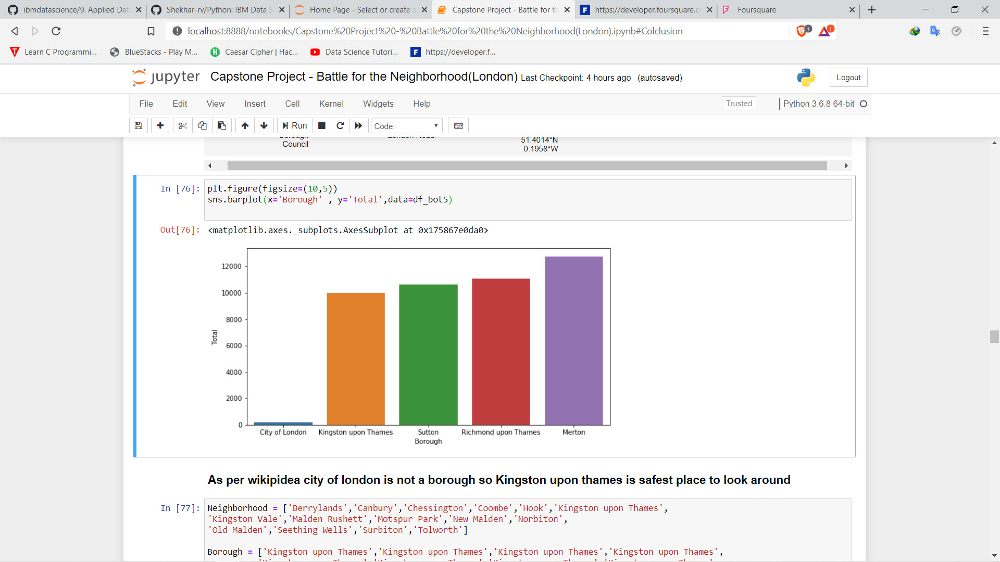 ibmdatascience/9. Applied Dat
Shekhar-rv/Python: IBM Data S
Home Page - Select or create a
Capstone Project - Battle for th
https://developer.foursquare.co
Foursquare
localhost:8888/notebooks/Capstone%20Project%20-%20Battle%20for%20the%20Neighborhood(London).ipynb#Colclusion
1
1
Learn C Programmi...
BlueStacks - Play M...
Caesar Cipher | Hac...
Data Science Tutori...
https://developer.f...
jupyter
Capstone Project - Battle for the Neighborhood(London) Last Checkpoint: 4 hours ago (autosaved)
Logout
File Edit View Insert Cell Kernel Widgets Help
Trusted
Python 3.6.8 64-bit
Run
Code
Borough
London Road
Council
51.4014°N
0.1958°W
In [76]:
plt.figure(figsize=(10,5))
sns.barplot(x='Borough' , y='Total',data=df_bot5)
Out[76]:
<matplotlib.axes._subplots.AxesSubplot at 0x175867e0da0>
12000
10000
8000
6000
4000
2000
0
Total
City of London
Kingston upon Thames
Sutton
Richmond upon Thames
Merton
Borough
As per wikipidea city of london is not a borough so Kingston upon thames is safest place to look around
In [77]:
Neighborhood = ['Berrylands','Canbury','Chessington','Coombe','Hook','Kingston upon Thames',
'Kingston Vale','Malden Rushett','Motspur Park','New Malden','Norbiton',
'Old Malden','Seething Wells','Surbiton','Tolworth']
Borough = ['Kingston upon Thames','Kingston upon Thames','Kingston upon Thames','Kingston upon Thames',